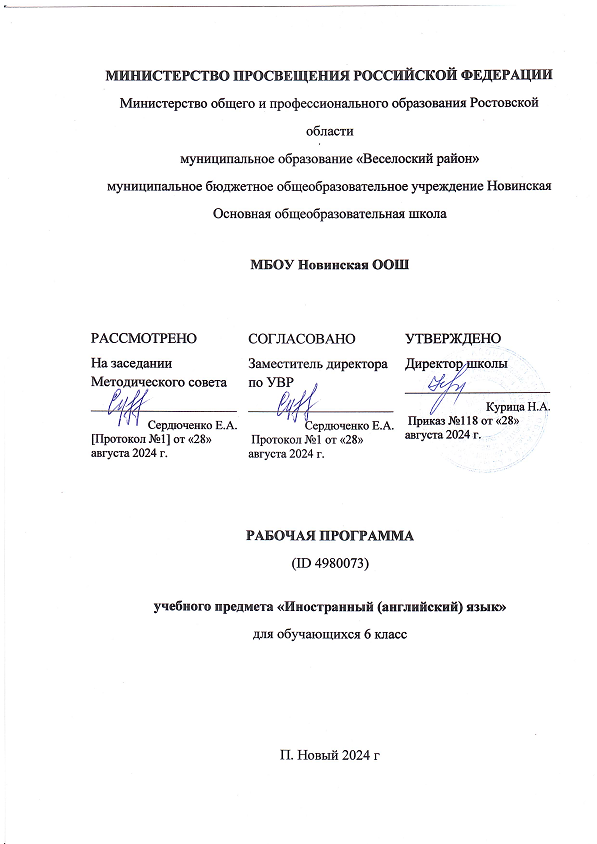 МИНИСТЕРСТВО ПРОСВЕЩЕНИЯ РОССИЙСКОЙ ФЕДЕРАЦИИ
Министерство общего и профессионального образования Ростовской
области
муниципальное образование «Веселоский район»
муниципальное бюджетное общеобразовательное учреждение Новинская
Основная общеобразовательная школа
МБОУ Новинская ООШ
РАССМОТРЕНО
На заседании
Методического совета
Сердюченко Е.А.
[Протокол №1] от «28»
августа 2024 г.
СОГЛАСОВАНО
Заместитель директора
по УВР
Сердюченко Е.А.
Протокол №1 от «28»
августа 2024 г.
УТВЕРЖДЕНО
Директор школы
Курица Н.А.
Приказ №118 от «28»
августа 2024 г.
РАБОЧАЯ ПРОГРАММА
(ID 4980073)
учебного предмета «Иностранный (английский) язык»
для обучающихся 6 класс
П. Новый 2024 г